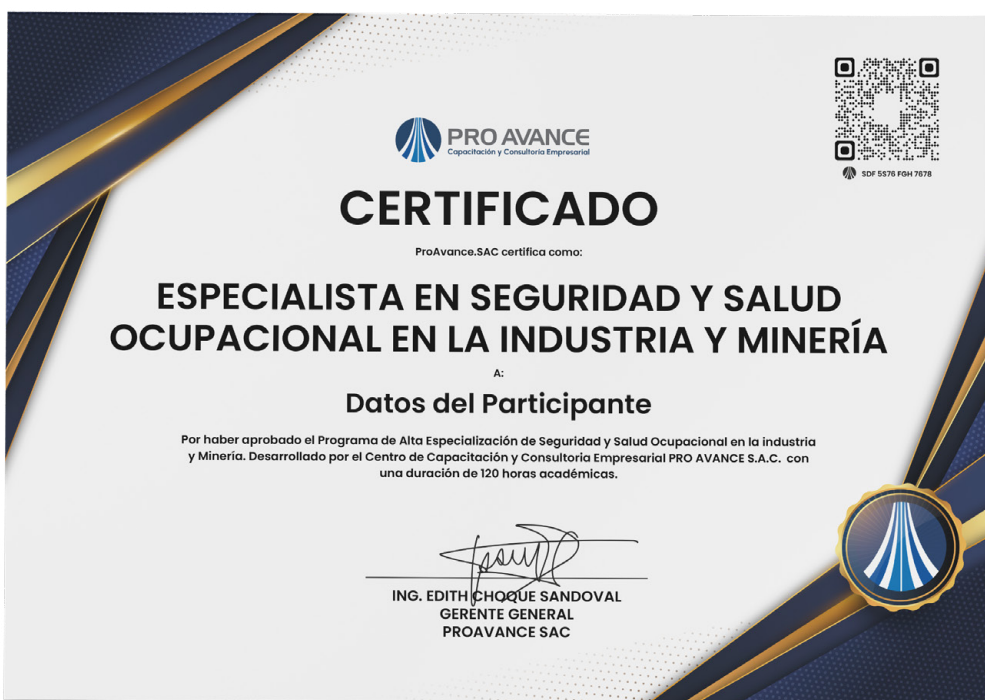 PRO AVANCE
Capacitación y Consultoría Empresarial
SDF 5S76 FGH 7678
CERTIFICADO
ProAvance.SAC certifica como:
ESPECIALISTA EN SEGURIDAD Y SALUD
OCUPACIONAL EN LA INDUSTRIA Y MINERÍA
A:
Datos del Participante
Por haber aprobado el Programa de Alta Especialización de Seguridad y Salud Ocupacional en la industria
y Minería. Desarrollado por el Centro de Capacitación y Consultoria Empresarial PRO AVANCE S.A.C. con
una duración de 120 horas académicas.
ING. EDITH CHOQUE SANDOVAL
GERENTE GENERAL
PROAVANCE SAC